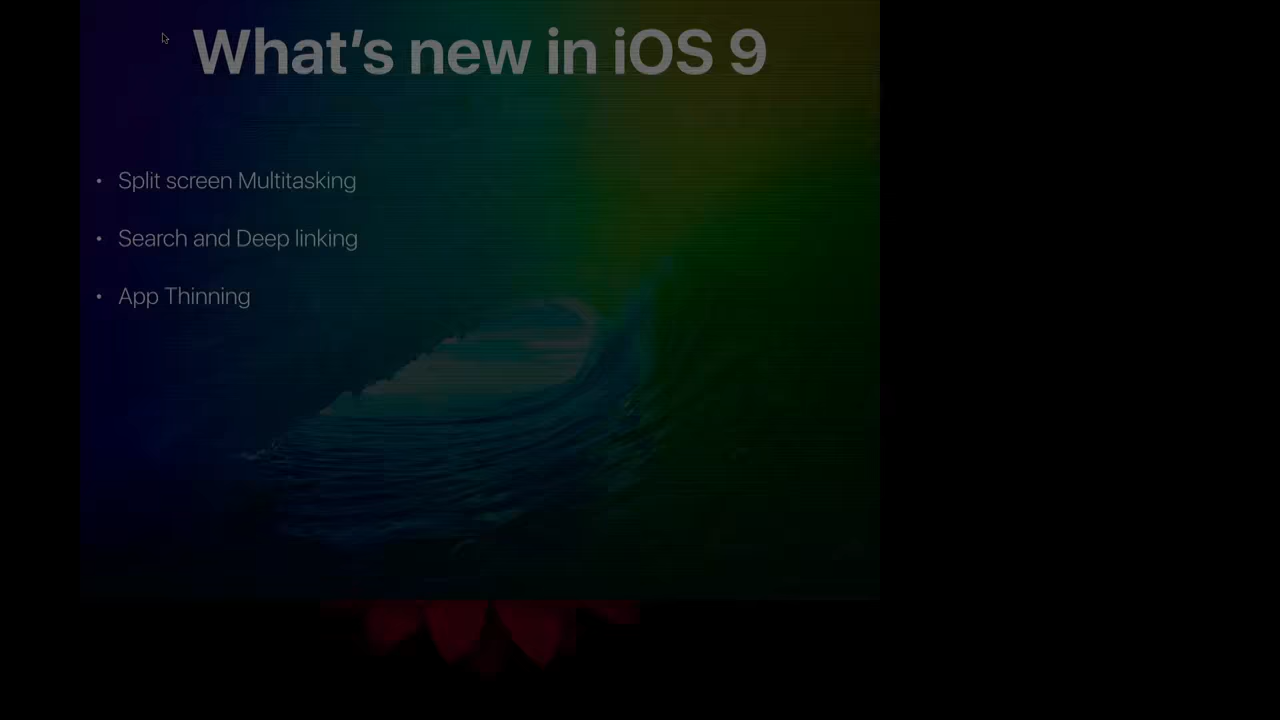 What’s new in iOS 9
• Split screen Multitasking
• Search and Deep linking
• App Thinning